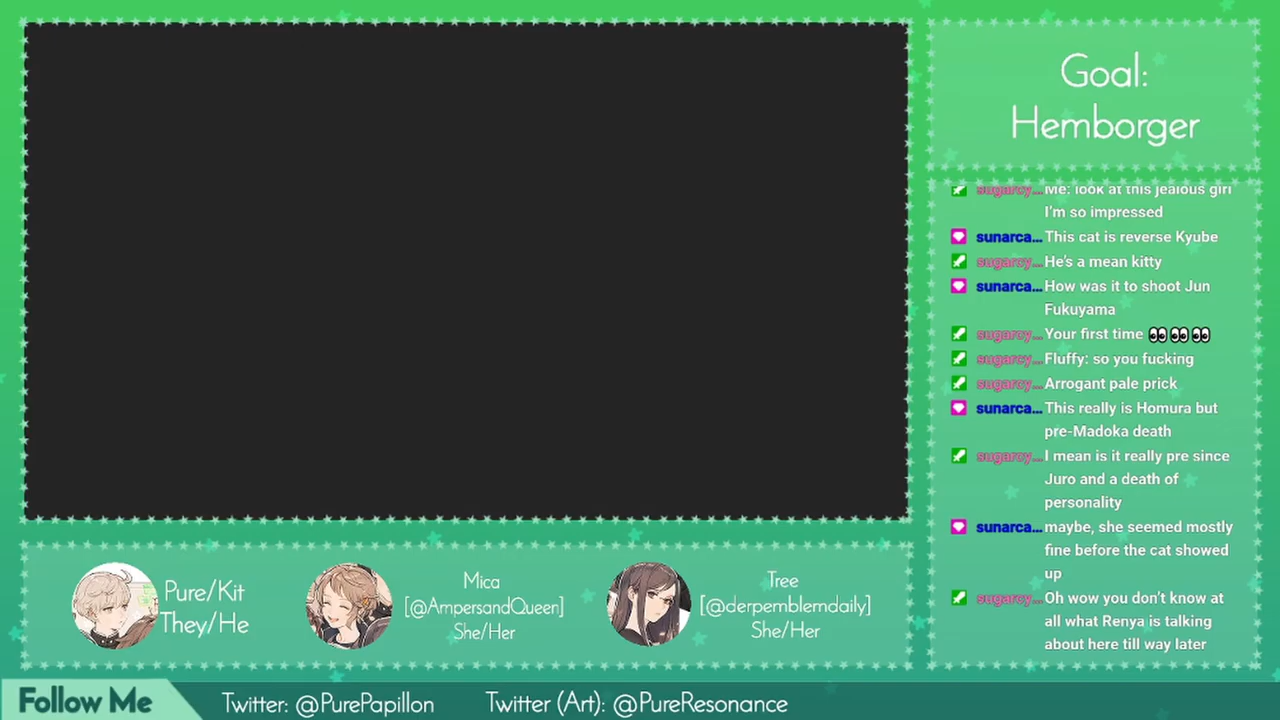 Goal:
Hemborger
sugarcy... Me: look at this jealous girl
I'm so impressed
sunarca... This cat is reverse Kyube
sugarcy... He's a mean kitty
sunarca... How was it to shoot Jun
Fukuyama
sugarcy... Your first time 👀👀👀
sugarcy... Fluffy: so you fucking
sugarcy... Arrogant pale prick
sunarca... This really is Homura but
pre-Madoka death
sugarcy... I mean is it really pre since
Juro and a death of
personality
sunarca... maybe, she seemed mostly
fine before the cat showed
up
sugarcy... Oh wow you don't know at
all what Renya is talking
about here till way later
Pure/Kit
They/He
Mica
[@AmpersandQueen]
She/Her
Tree
[@derpemblemdaily]
She/Her
Follow Me
Twitter: @PurePapillon
Twitter (Art): @PureResonance